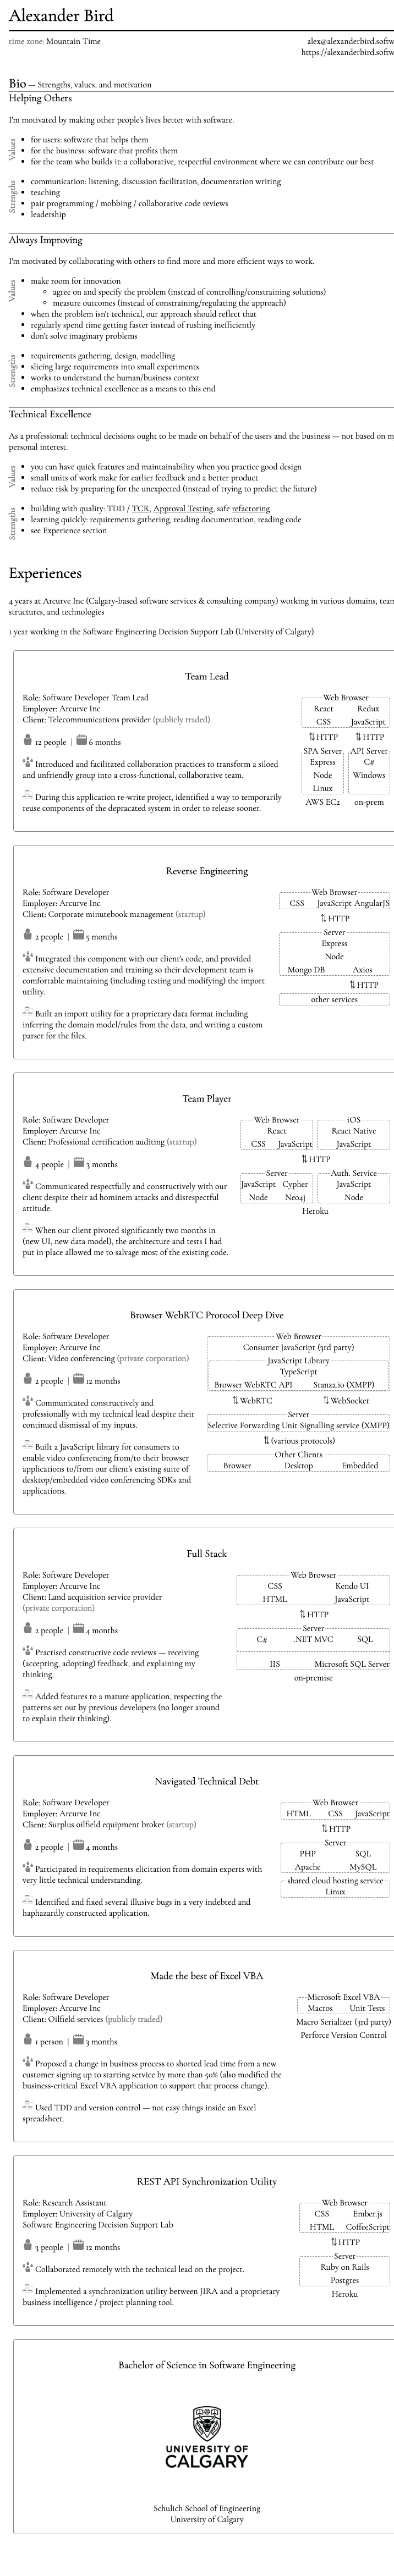 Alexander Bird
time zone: Mountain Time
alex@alexanderbird.softw
https://alexanderbird.softw
Bio — Strengths, values, and motivation
Helping Others
I'm motivated by making other people's lives better with software.
Values
• for users: software that helps them
• for the business: software that profits them
• for the team who builds it: a collaborative, respectful environment where we can contribute our best
Strengths
• communication: listening, discussion facilitation, documentation writing
• teaching
• pair programming / mobbing / collaborative code reviews
• leadership
Always Improving
I'm motivated by collaborating with others to find more and more efficient ways to work.
Values
• make room for innovation
◦ agree on and specify the problem (instead of controlling/constraining solutions)
◦ measure outcomes (instead of constraining/regulating the approach)
• when the problem isn't technical, our approach should reflect that
• regularly spend time getting faster instead of rushing inefficiently
• don't solve imaginary problems
Strengths
• requirements gathering, design, modelling
• slicing large requirements into small experiments
• works to understand the human/business context
• emphasizes technical excellence as a means to this end
Technical Excellence
As a professional: technical decisions ought to be made on behalf of the users and the business — not based on m
personal interest.
Values
• you can have quick features and maintainability when you practice good design
• small units of work make for earlier feedback and a better product
• reduce risk by preparing for the unexpected (instead of trying to predict the future)
Strengths
• building with quality: TDD / TCR, Approval Testing, safe refactoring
• learning quickly: requirements gathering, reading documentation, reading code
• see Experience section
Experiences
4 years at Arcurve Inc (Calgary-based software services & consulting company) working in various domains, team
structures, and technologies
1 year working in the Software Engineering Decision Support Lab (University of Calgary)
Team Lead
Role: Software Developer Team Lead
Employer: Arcurve Inc
Client: Telecommunications provider (publicly traded)
12 people | 6 months
Introduced and facilitated collaboration practices to transform a siloed
and unfriendly group into a cross-functional, collaborative team.
During this application re-write project, identified a way to temporarily
reuse components of the depracated system in order to release sooner.
Web Browser
React Redux
CSS JavaScript
⇅ HTTP ⇅ HTTP
SPA Server API Server
Express C#
Node Windows
Linux
AWS EC2 on-prem
Reverse Engineering
Role: Software Developer
Employer: Arcurve Inc
Client: Corporate minutebook management (startup)
2 people | 5 months
Integrated this component with our client's code, and provided
extensive documentation and training so their development team is
comfortable maintaining (including testing and modifying) the import
utility.
Built an import utility for a proprietary data format including
inferring the domain model/rules from the data, and writing a custom
parser for the files.
Web Browser
CSS JavaScript AngularJS
⇅ HTTP
Server
Express
Node
Mongo DB Axios
⇅ HTTP
other services
Team Player
Role: Software Developer
Employer: Arcurve Inc
Client: Professional certification auditing (startup)
4 people | 3 months
Communicated respectfully and constructively with our
client despite their ad hominem attacks and disrespectful
attitude.
When our client pivoted significantly two months in
(new UI, new data model), the architecture and tests I had
put in place allowed me to salvage most of the existing code.
Web Browser iOS
React React Native
CSS JavaScript JavaScript
⇅ HTTP
Server Auth. Service
JavaScript Cypher JavaScript
Node Neo4j Node
Heroku
Browser WebRTC Protocol Deep Dive
Role: Software Developer
Employer: Arcurve Inc
Client: Video conferencing (private corporation)
2 people | 12 months
Communicated constructively and
professionally with my technical lead despite their
continued dismissal of my inputs.
Built a JavaScript library for consumers to
enable video conferencing from/to their browser
applications to/from our client's existing suite of
desktop/embedded video conferencing SDKs and
applications.
Web Browser
Consumer JavaScript (3rd party)
JavaScript Library
TypeScript
Browser WebRTC API Stanza.io (XMPP)
⇅ WebRTC ⇅ WebSocket
Server
Selective Forwarding Unit Signalling service (XMPP)
⇅ (various protocols)
Other Clients
Browser Desktop Embedded
Full Stack
Role: Software Developer
Employer: Arcurve Inc
Client: Land acquisition service provider
(private corporation)
2 people | 4 months
Practised constructive code reviews — receiving
(accepting, adopting) feedback, and explaining my
thinking.
Added features to a mature application, respecting the
patterns set out by previous developers (no longer around
to explain their thinking).
Web Browser
CSS Kendo UI
HTML JavaScript
⇅ HTTP
Server
C# .NET MVC SQL
IIS Microsoft SQL Server
on-premise
Navigated Technical Debt
Role: Software Developer
Employer: Arcurve Inc
Client: Surplus oilfield equipment broker (startup)
2 people | 4 months
Participated in requirements elicitation from domain experts with
very little technical understanding.
Identified and fixed several illusive bugs in a very indebted and
haphazardly constructed application.
Web Browser
HTML CSS JavaScript
⇅ HTTP
Server
PHP SQL
Apache MySQL
shared cloud hosting service
Linux
Made the best of Excel VBA
Role: Software Developer
Employer: Arcurve Inc
Client: Oilfield services (publicly traded)
1 person | 3 months
Proposed a change in business process to shorted lead time from a new
customer signing up to starting service by more than 50% (also modified the
business-critical Excel VBA application to support that process change).
Used TDD and version control — not easy things inside an Excel
spreadsheet.
Microsoft Excel VBA
Macros Unit Tests
Macro Serializer (3rd party)
Perforce Version Control
REST API Synchronization Utility
Role: Research Assistant
Employer: University of Calgary
Software Engineering Decision Support Lab
3 people | 12 months
Collaborated remotely with the technical lead on the project.
Implemented a synchronization utility between JIRA and a proprietary
business intelligence / project planning tool.
Web Browser
CSS Ember.js
HTML CoffeeScript
⇅ HTTP
Server
Ruby on Rails
Postgres
Heroku
Bachelor of Science in Software Engineering
UNIVERSITY OF
CALGARY
Schulich School of Engineering
University of Calgary